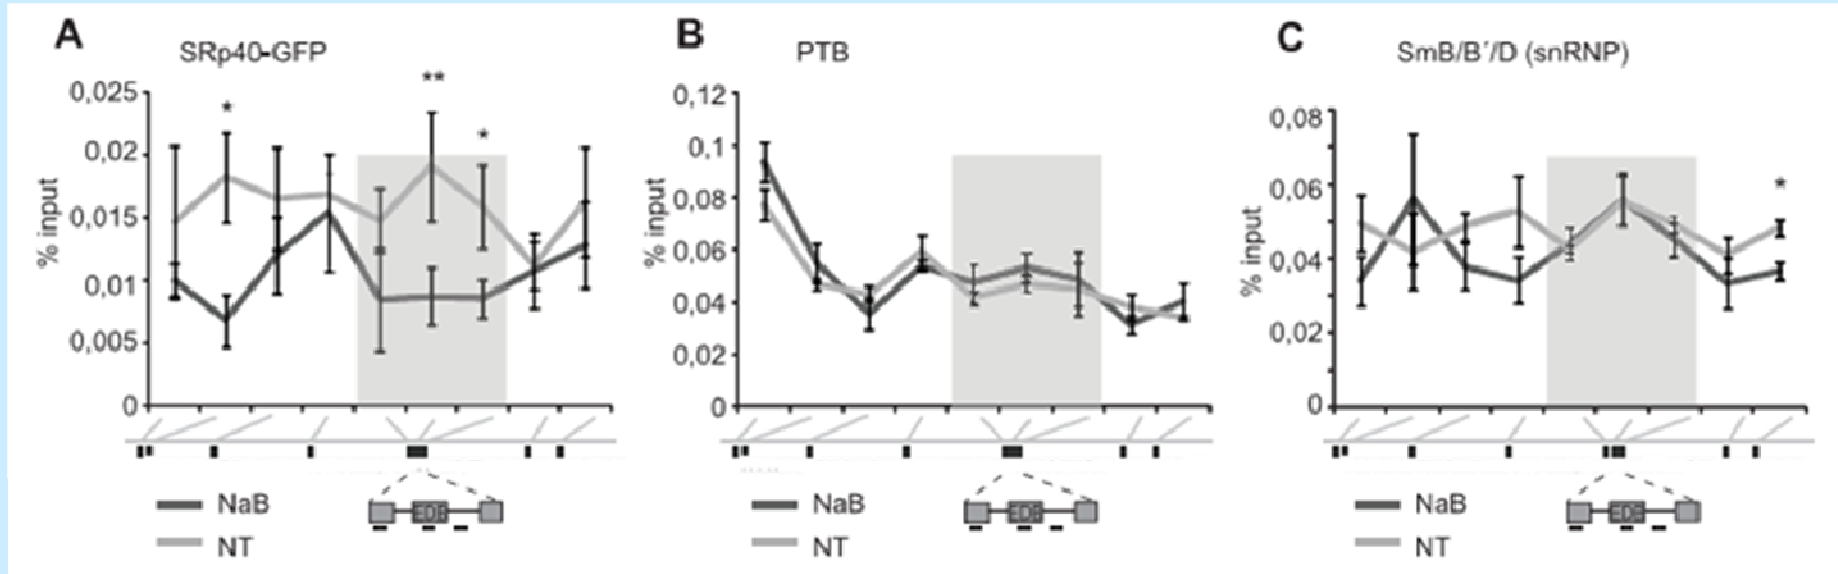 A
SRp40-GFP
**
*
*
0,025
0,02
0,015
0,01
0,005
0
% input
EDB
NaB
NT
B
PTB
0,12
0,1
0,08
0,06
0,04
0,02
0
% input
EDB
NaB
NT
C
SmB/B´/D (snRNP)
*
0,08
0,06
0,04
0,02
0
% input
EDB
NaB
NT